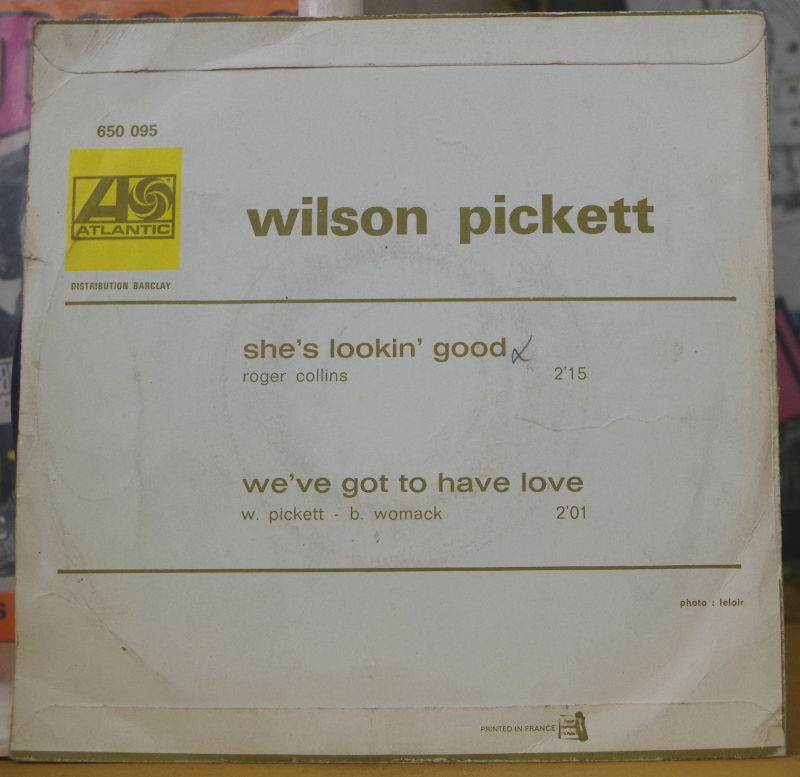 650 095
ATLANTIC
DISTRIBUTION BARCLAY
wilson pickett
she's lookin' good
roger collins 2'15
we've got to have love
w. pickett - b. womack 2'01
photo : leloir
PRINTED IN FRANCE